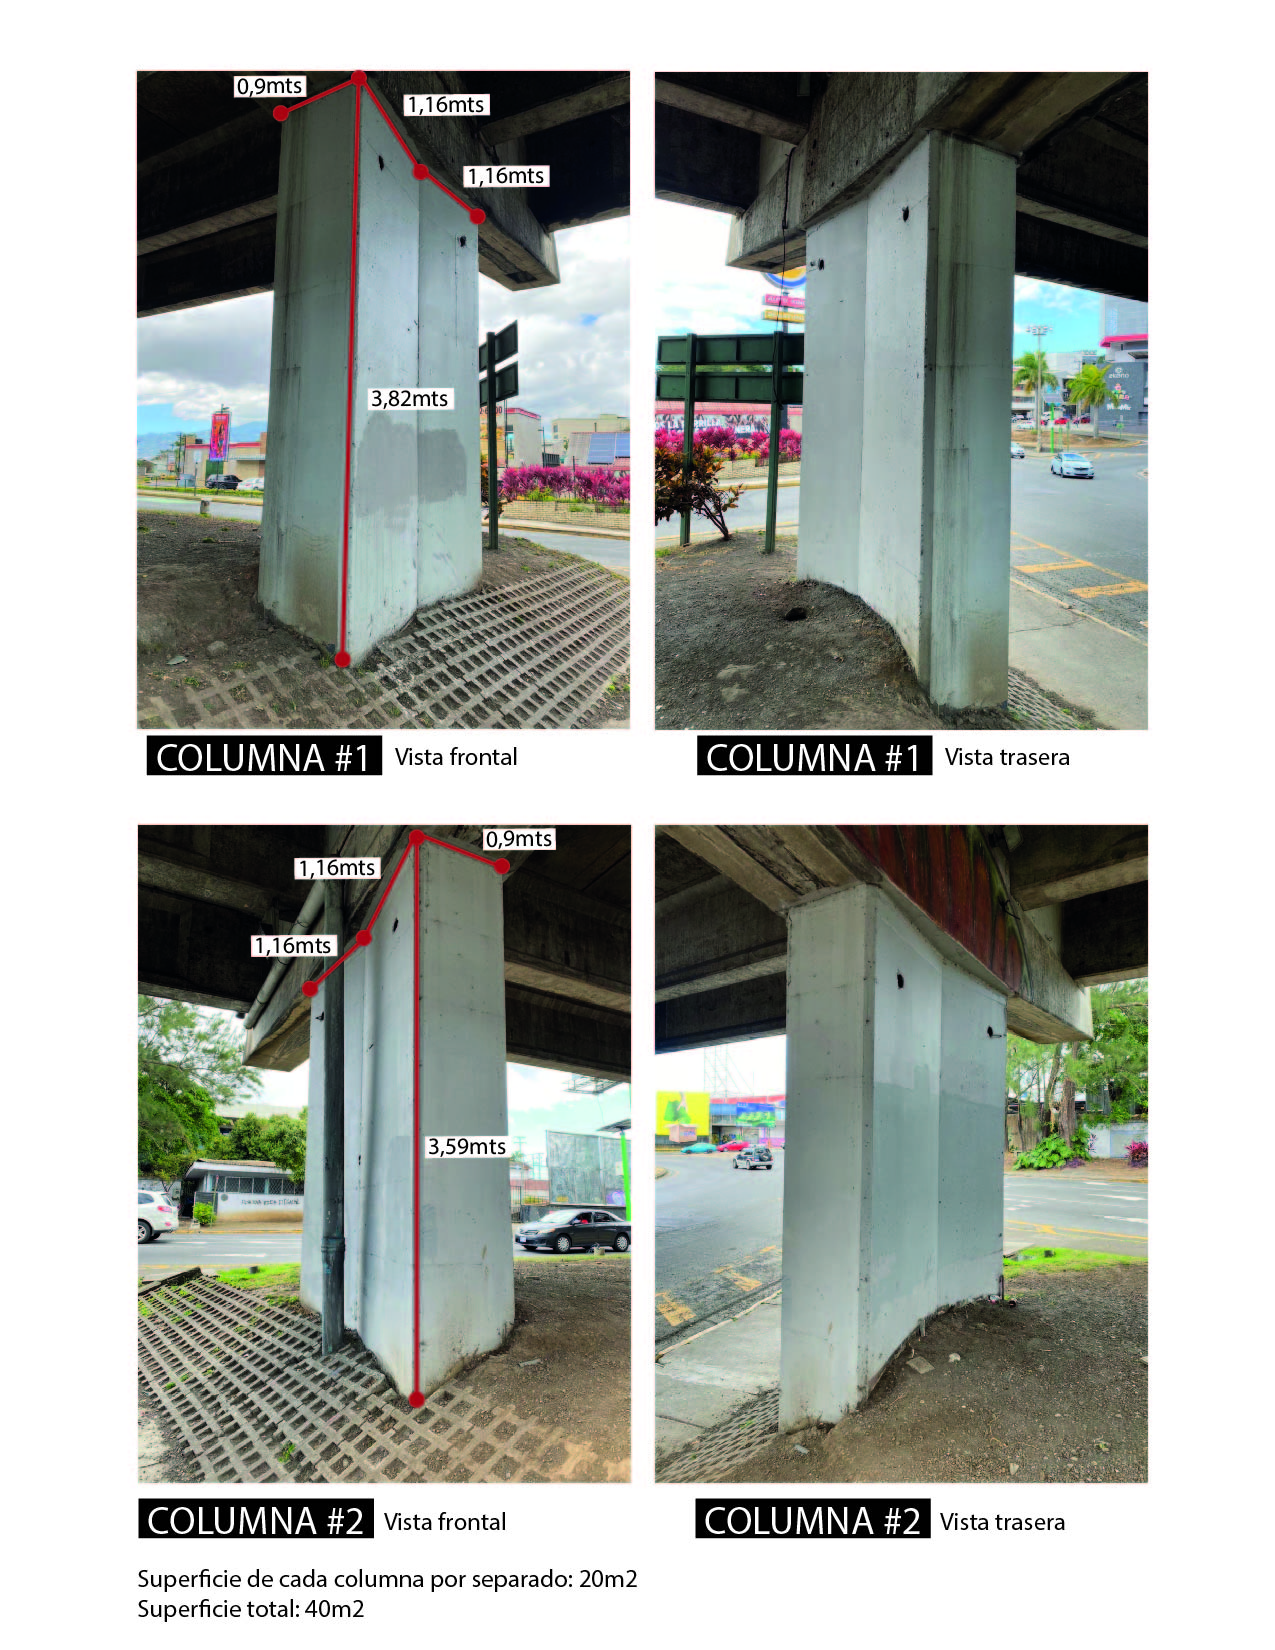 0,9mts
1,16mts
1,16mts
3,82mts
COLUMNA #1 Vista frontal
COLUMNA #1 Vista trasera
0,9mts
1,16mts
1,16mts
3,59mts
COLUMNA #2 Vista frontal
COLUMNA #2 Vista trasera
Superficie de cada columna por separado: 20m2
Superficie total: 40m2